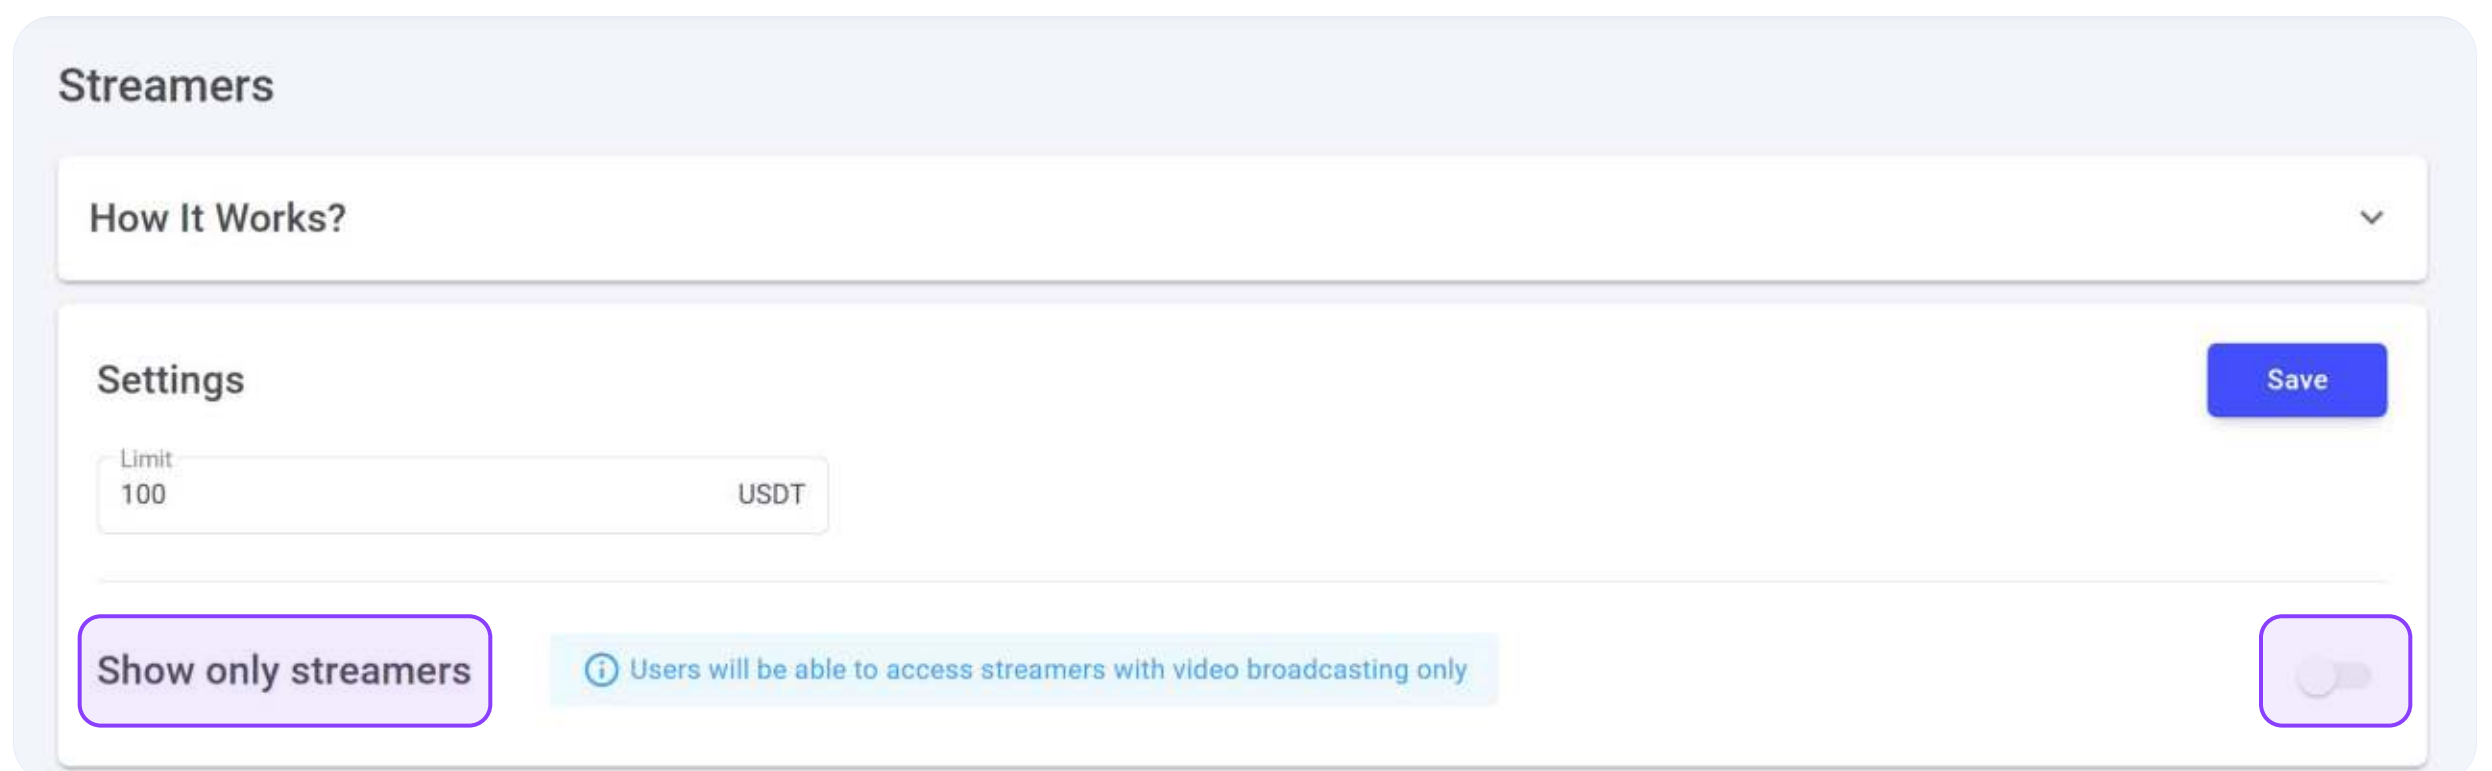 Streamers
How It Works?
Settings
Save
Limit
100 USDT
Show only streamers
Users will be able to access streamers with video broadcasting only